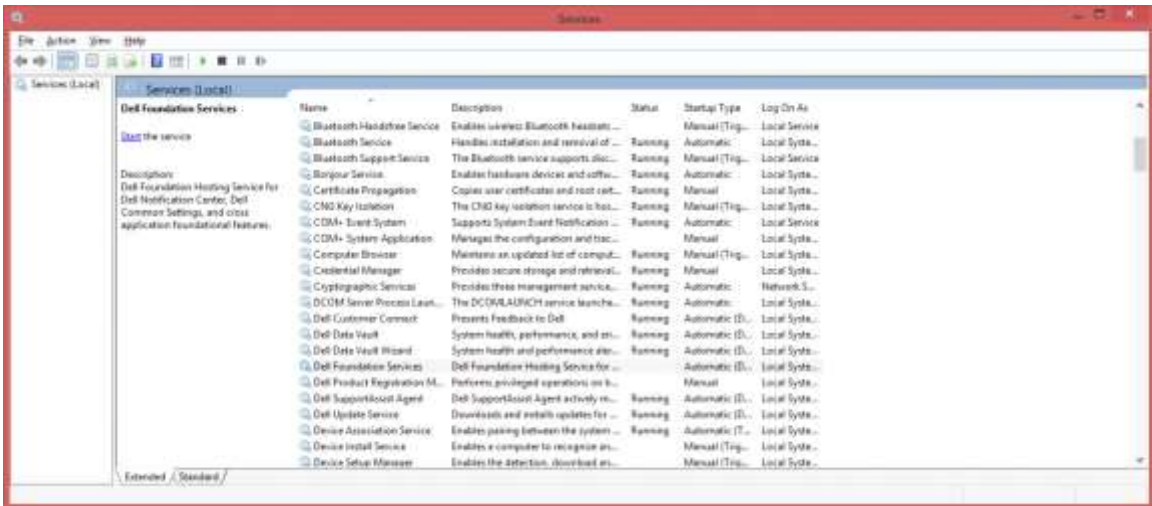 Services
File Action View Help
Services (Local)
Services (Local)
Dell Foundation Services
Start the service
Description:
Dell Foundation Hosting Service for
Dell Notification Center, Dell
Common Settings, and cross
application foundational features.
Name Description Status Startup Type Log On As
Bluetooth Handsfree Service Enables wireless Bluetooth headsets ... Manual (Trig... Local Service
Bluetooth Service Handles installation and removal of ... Running Automatic Local Syste...
Bluetooth Support Service The Bluetooth service supports disc... Running Manual (Trig... Local Service
Bonjour Service Enables hardware devices and softw... Running Automatic Local Syste...
Certificate Propagation Copies user certificates and root cert... Running Manual Local Syste...
CNG Key Isolation The CNG key isolation service is hos... Running Manual (Trig... Local Syste...
COM+ Event System Supports System Event Notification ... Running Automatic Local Service
COM+ System Application Manages the configuration and trac... Manual Local Syste...
Computer Browser Maintains an updated list of comput... Running Manual (Trig... Local Syste...
Credential Manager Provides secure storage and retrieval... Running Manual Local Syste...
Cryptographic Services Provides three management service... Running Automatic Network S...
DCOM Server Process Laun... The DCOMLAUNCH service launche... Running Automatic Local Syste...
Dell Customer Connect Presents Feedback to Dell Running Automatic (D... Local Syste...
Dell Data Vault System health, performance, and en... Running Automatic (D... Local Syste...
Dell Data Vault Wizard System health and performance aler... Running Automatic (D... Local Syste...
Dell Foundation Services Dell Foundation Hosting Service for ... Automatic (D... Local Syste...
Dell Product Registration M... Performs privileged operations on b... Manual Local Syste...
Dell SupportAssist Agent Dell SupportAssist Agent actively m... Running Automatic (D... Local Syste...
Dell Update Service Downloads and installs updates for ... Running Automatic (D... Local Syste...
Device Association Service Enables pairing between the system ... Running Automatic (T... Local Syste...
Device Install Service Enables a computer to recognize an... Manual (Trig... Local Syste...
Device Setup Manager Enables the detection, download an... Manual (Trig... Local Syste...
Extended Standard